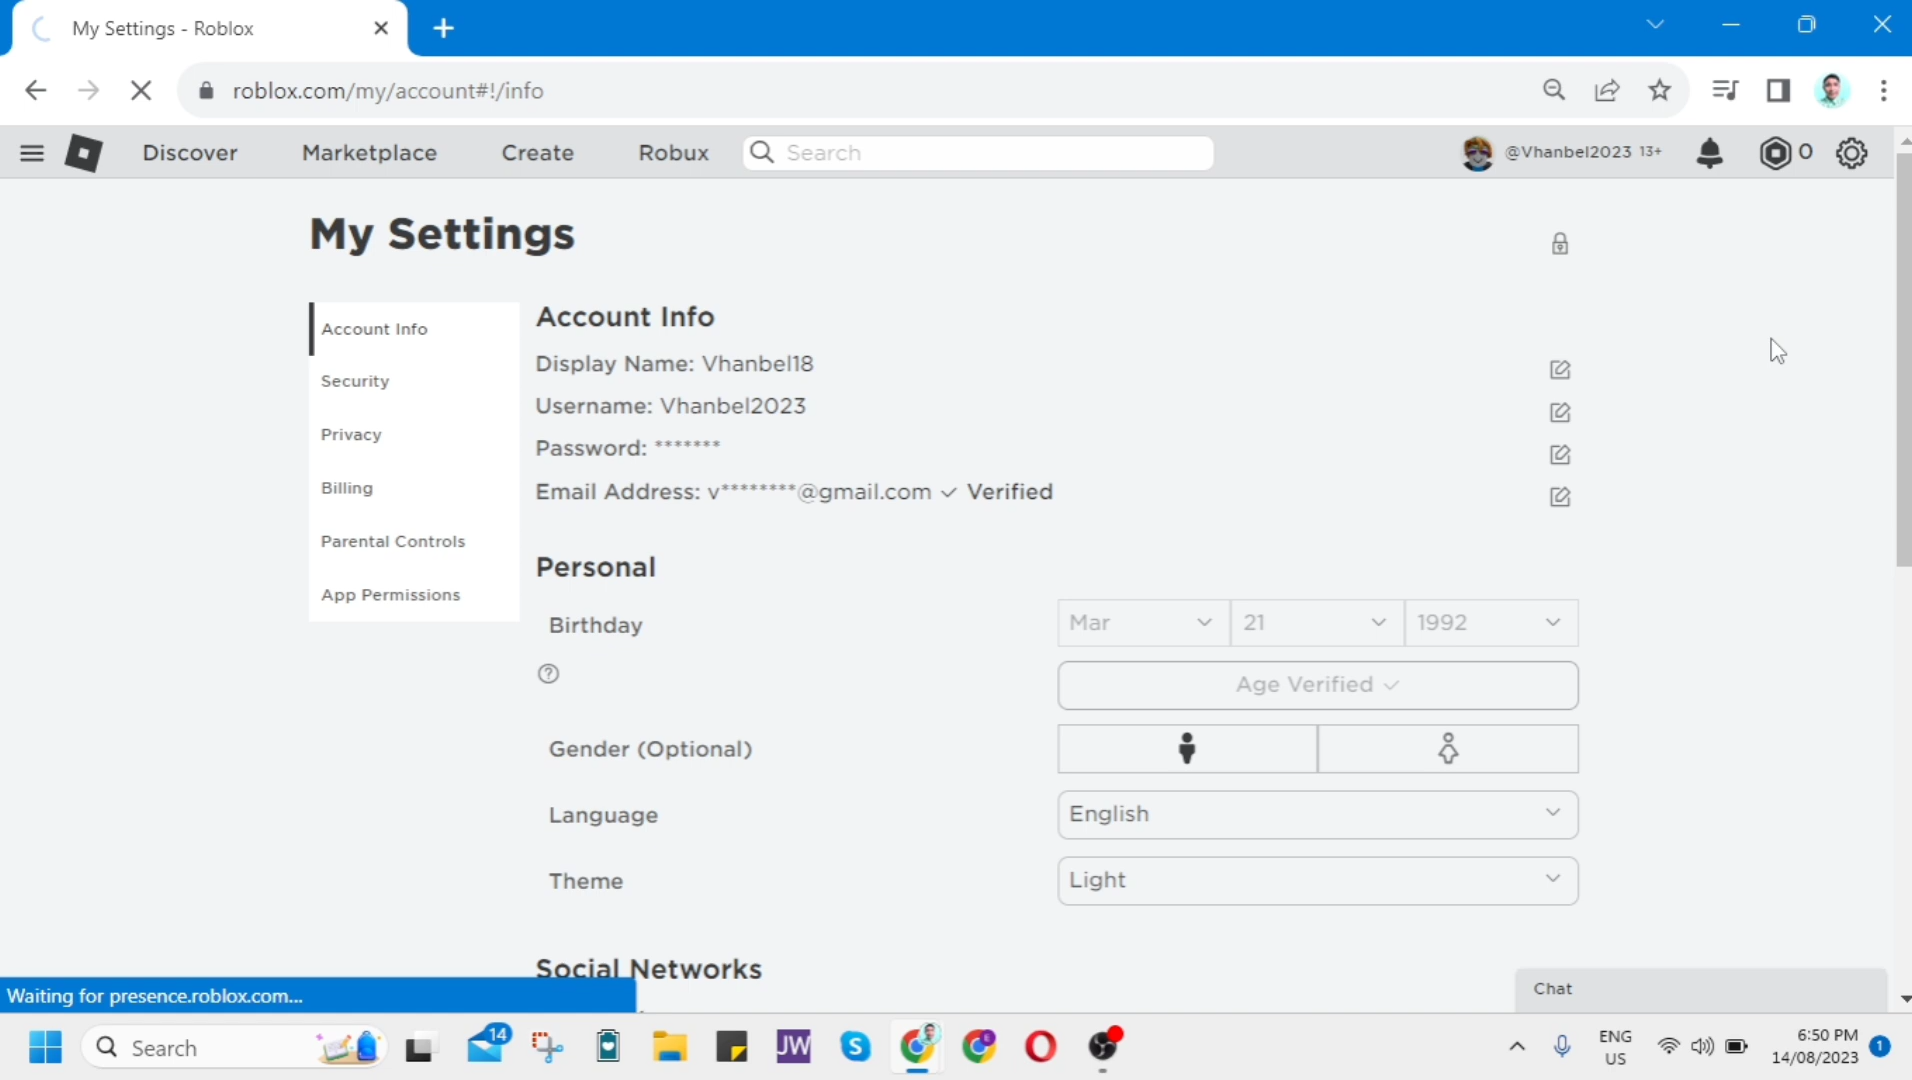 My Settings - Roblox
roblox.com/my/account#!/info
Discover
Marketplace
Create
Robux
Search
@Vhanbel2023 13+
0
My Settings
Account Info
Security
Privacy
Billing
Parental Controls
App Permissions
Account Info
Display Name: Vhanbel18
Username: Vhanbel2023
Password: *******
Email Address: v********@gmail.com ✓ Verified
Personal
Birthday
Mar
21
1992
Age Verified ✓
Gender (Optional)
Language
English
Theme
Light
Social Networks
Chat
Waiting for presence.roblox.com...
Search
14
JW
S
E
ENG
US
6:50 PM
14/08/2023
1